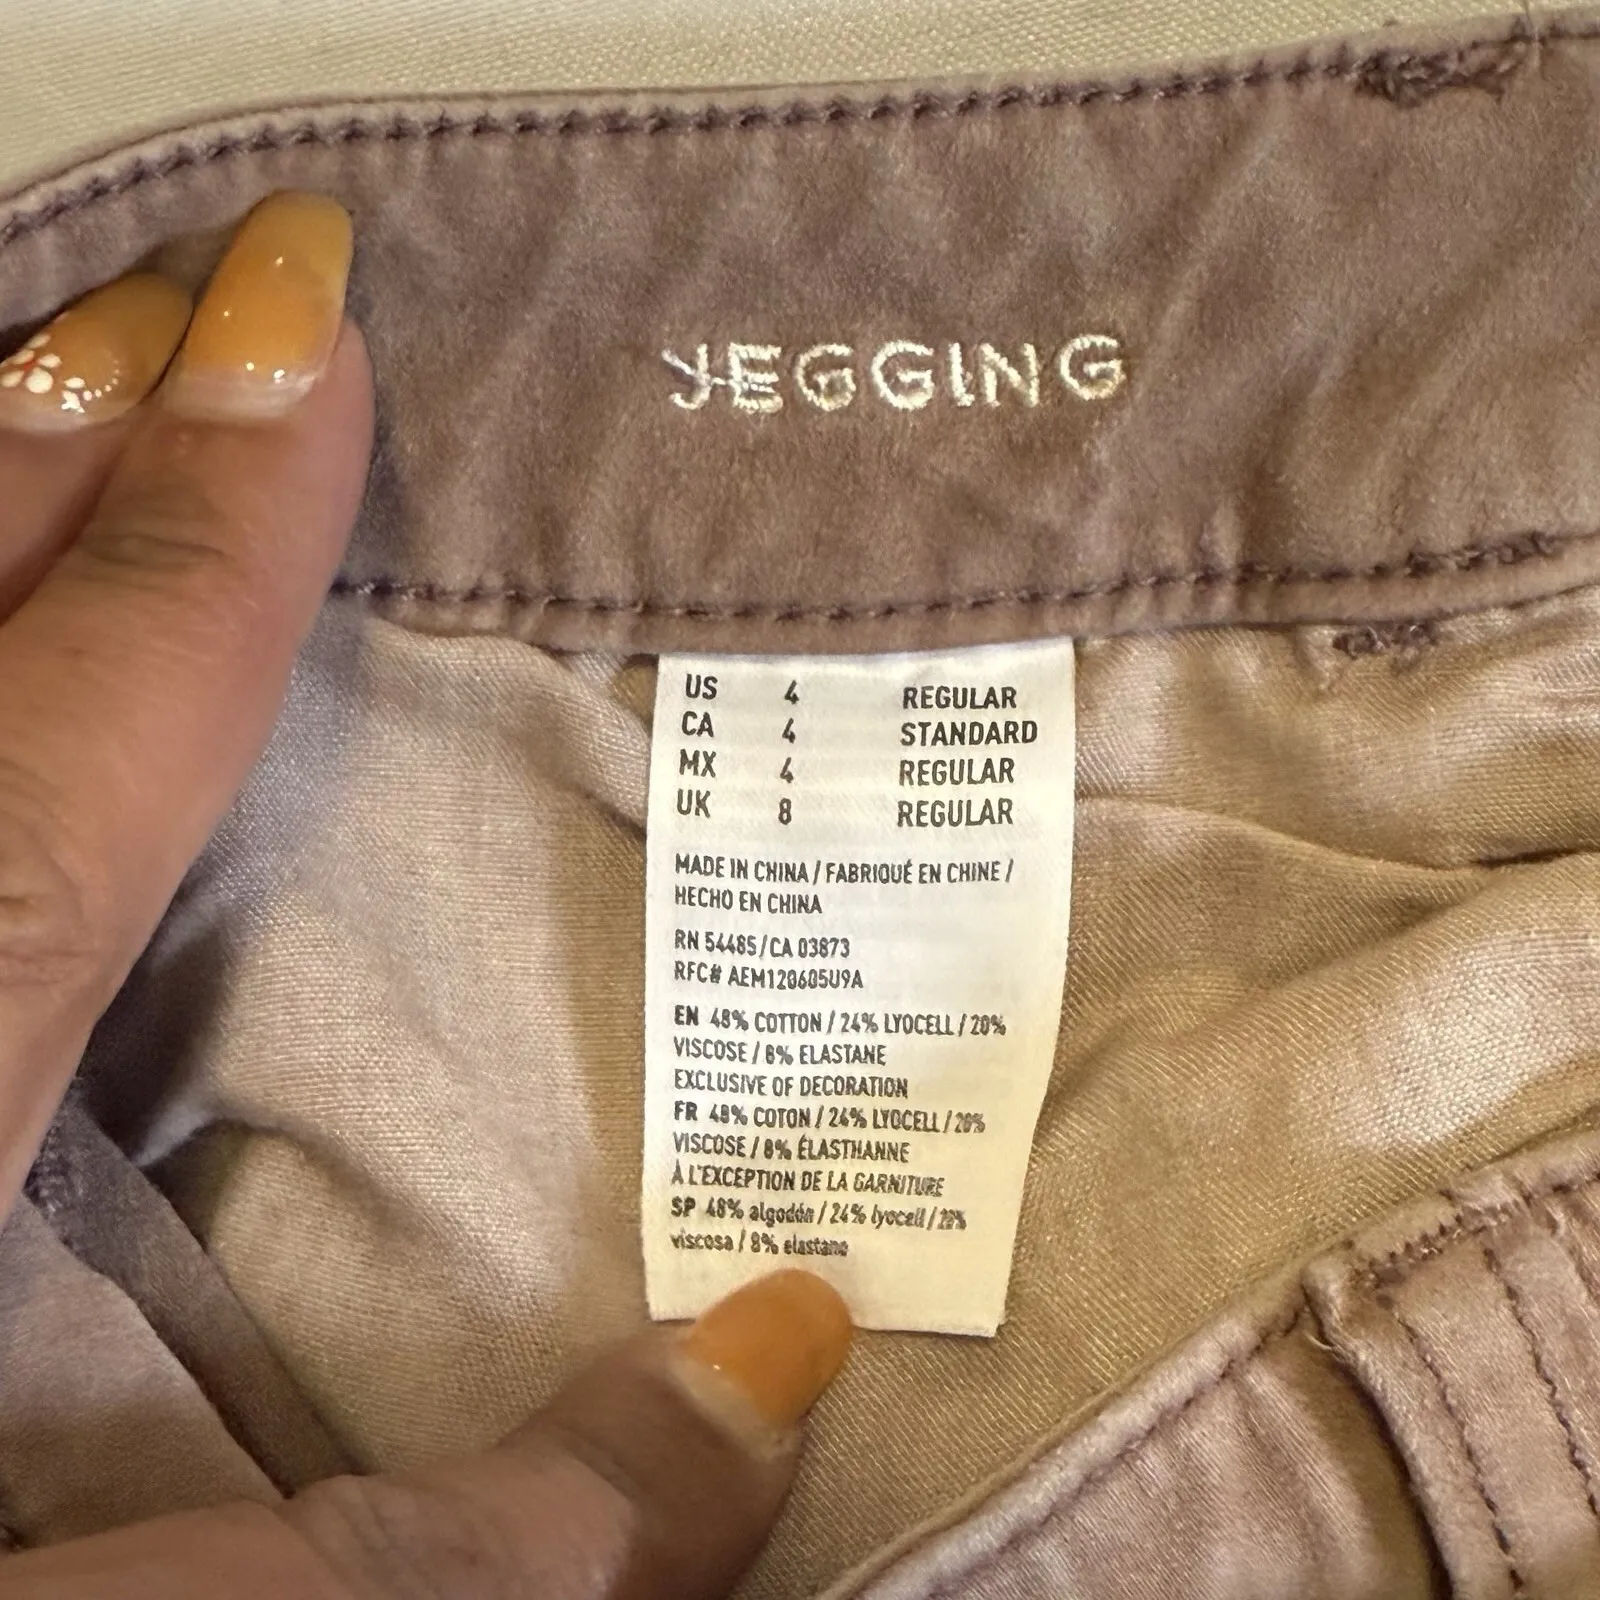 JEGGING
US 4 REGULAR
CA 4 STANDARD
MX 4 REGULAR
UK 8 REGULAR
MADE IN CHINA / FABRIQUÉ EN CHINE /
HECHO EN CHINA
RN 54485/CA 03873
RFC# AEM120605U9A
EN 48% COTTON / 24% LYOCELL / 20%
VISCOSE / 8% ELASTANE
EXCLUSIVE OF DECORATION
FR 48% COTON / 24% LYOCELL / 20%
VISCOSE / 8% ÉLASTHANNE
À L'EXCEPTION DE LA GARNITURE
SP 48% algodón / 24% lyocell / 20%
viscosa / 8% elastano